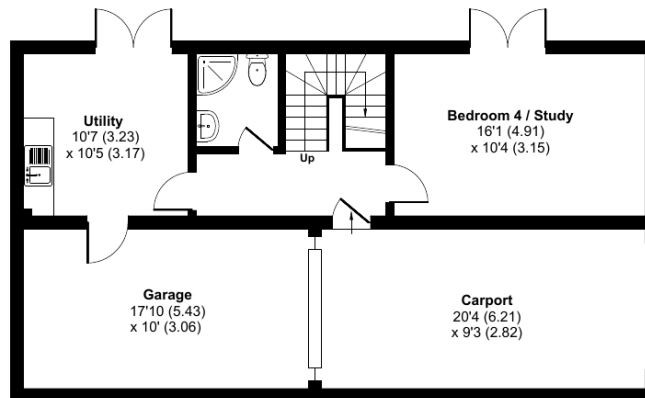 Utility
10'7 (3.23)
x 10'5 (3.17)
Up
Bedroom 4 / Study
16'1 (4.91)
x 10'4 (3.15)
Garage
17'10 (5.43)
x 10' (3.06)
Carport
20'4 (6.21)
x 9'3 (2.82)